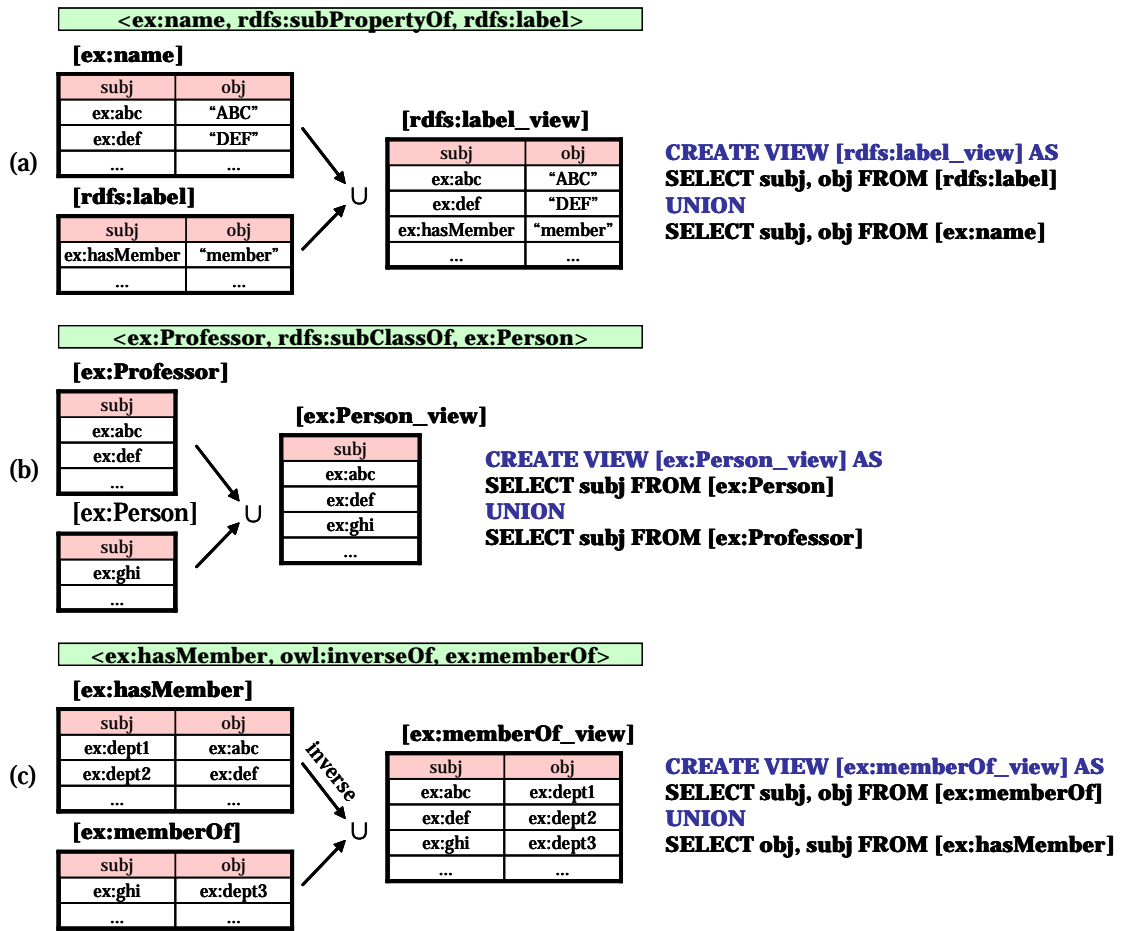 <ex:name, rdfs:subPropertyOf, rdfs:label>
[ex:name]
subj obj
ex:abc “ABC”
ex:def “DEF”
... ...
(a)
[rdfs:label]
subj obj
ex:hasMember “member”
... ...
∪
[rdfs:label_view]
subj obj
ex:abc “ABC”
ex:def “DEF”
ex:hasMember “member”
... ...
CREATE VIEW [rdfs:label_view] AS
SELECT subj, obj FROM [rdfs:label]
UNION
SELECT subj, obj FROM [ex:name]
<ex:Professor, rdfs:subClassOf, ex:Person>
[ex:Professor]
subj
ex:abc
ex:def
...
(b)
[ex:Person]
subj
ex:ghi
...
∪
[ex:Person_view]
subj
ex:abc
ex:def
ex:ghi
...
CREATE VIEW [ex:Person_view] AS
SELECT subj FROM [ex:Person]
UNION
SELECT subj FROM [ex:Professor]
<ex:hasMember, owl:inverseOf, ex:memberOf>
[ex:hasMember]
subj obj
ex:dept1 ex:abc
ex:dept2 ex:def
... ...
(c)
[ex:memberOf]
subj obj
ex:ghi ex:dept3
... ...
inverse
∪
[ex:memberOf_view]
subj obj
ex:abc ex:dept1
ex:def ex:dept2
ex:ghi ex:dept3
... ...
CREATE VIEW [ex:memberOf_view] AS
SELECT subj, obj FROM [ex:memberOf]
UNION
SELECT obj, subj FROM [ex:hasMember]